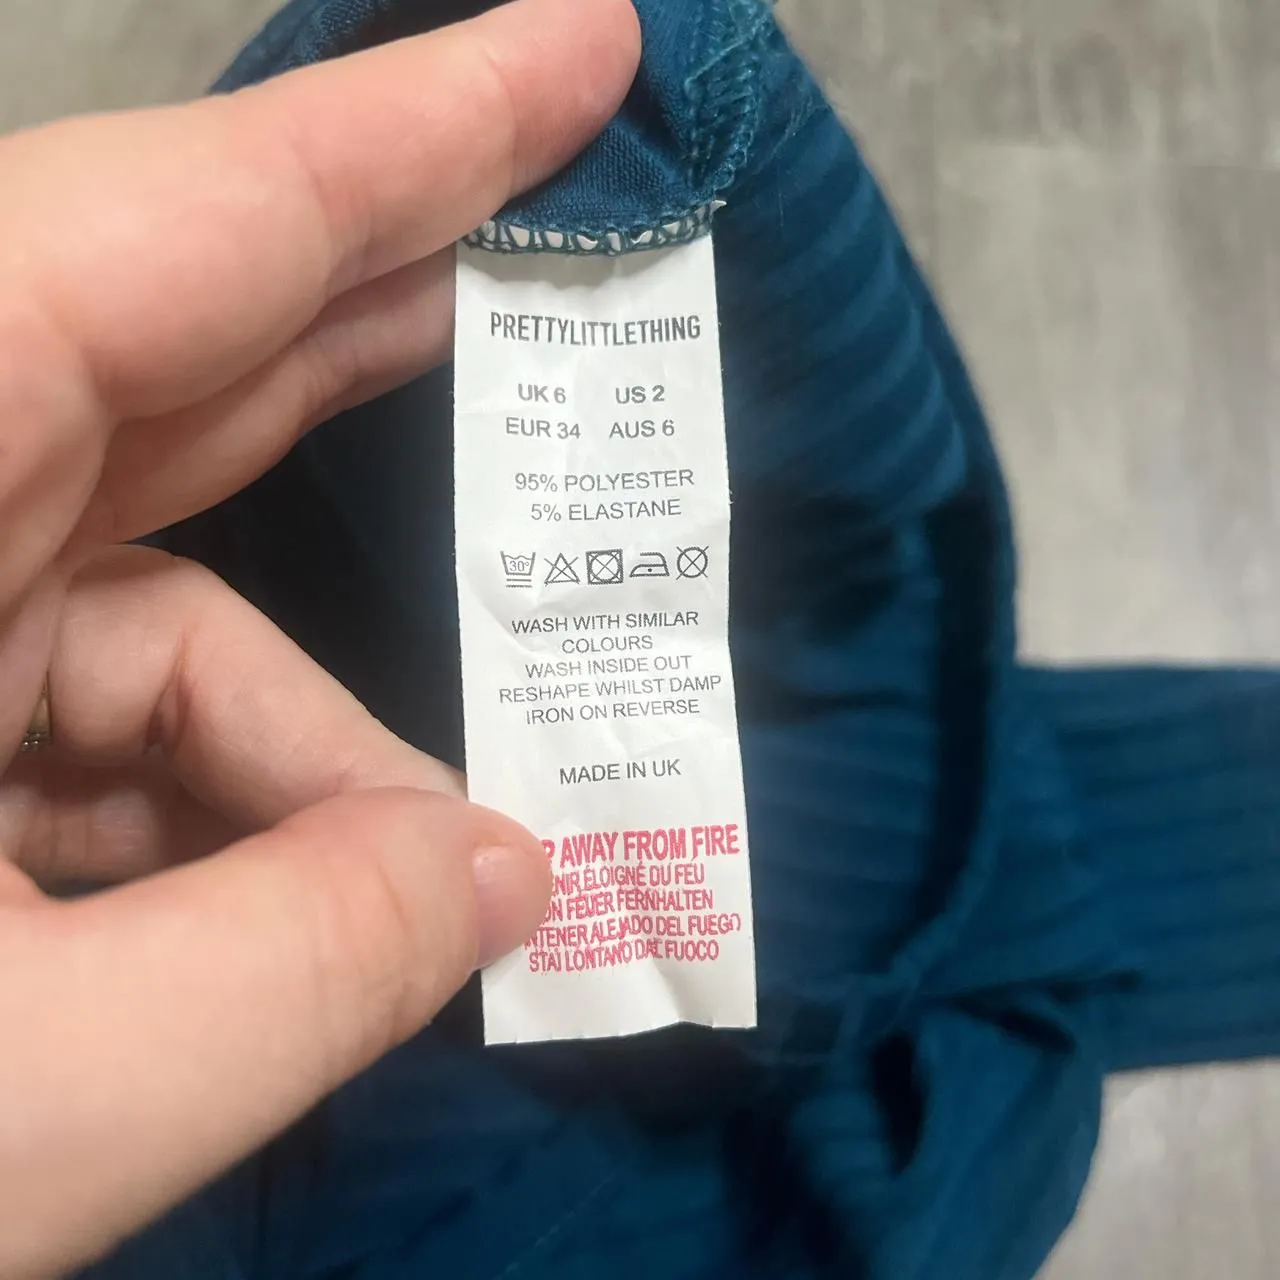 PRETTYLITTLETHING
UK 6 US 2
EUR 34 AUS 6
95% POLYESTER
5% ELASTANE
30°
WASH WITH SIMILAR
COLOURS
WASH INSIDE OUT
RESHAPE WHILST DAMP
IRON ON REVERSE
MADE IN UK
AWAY FROM FIRE
ÉLOIGNÉ DU FEU
FEUER FERNHALTEN
ALEJADO DEL FUEGO
STAI LONTANO DAL FUOCO